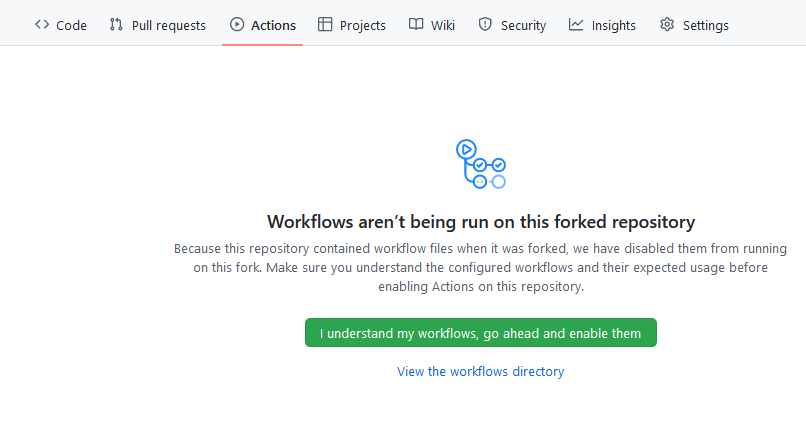 Code Pull requests Actions Projects Wiki Security Insights Settings
Workflows aren’t being run on this forked repository
Because this repository contained workflow files when it was forked, we have disabled them from running
on this fork. Make sure you understand the configured workflows and their expected usage before
enabling Actions on this repository.
I understand my workflows, go ahead and enable them
View the workflows directory